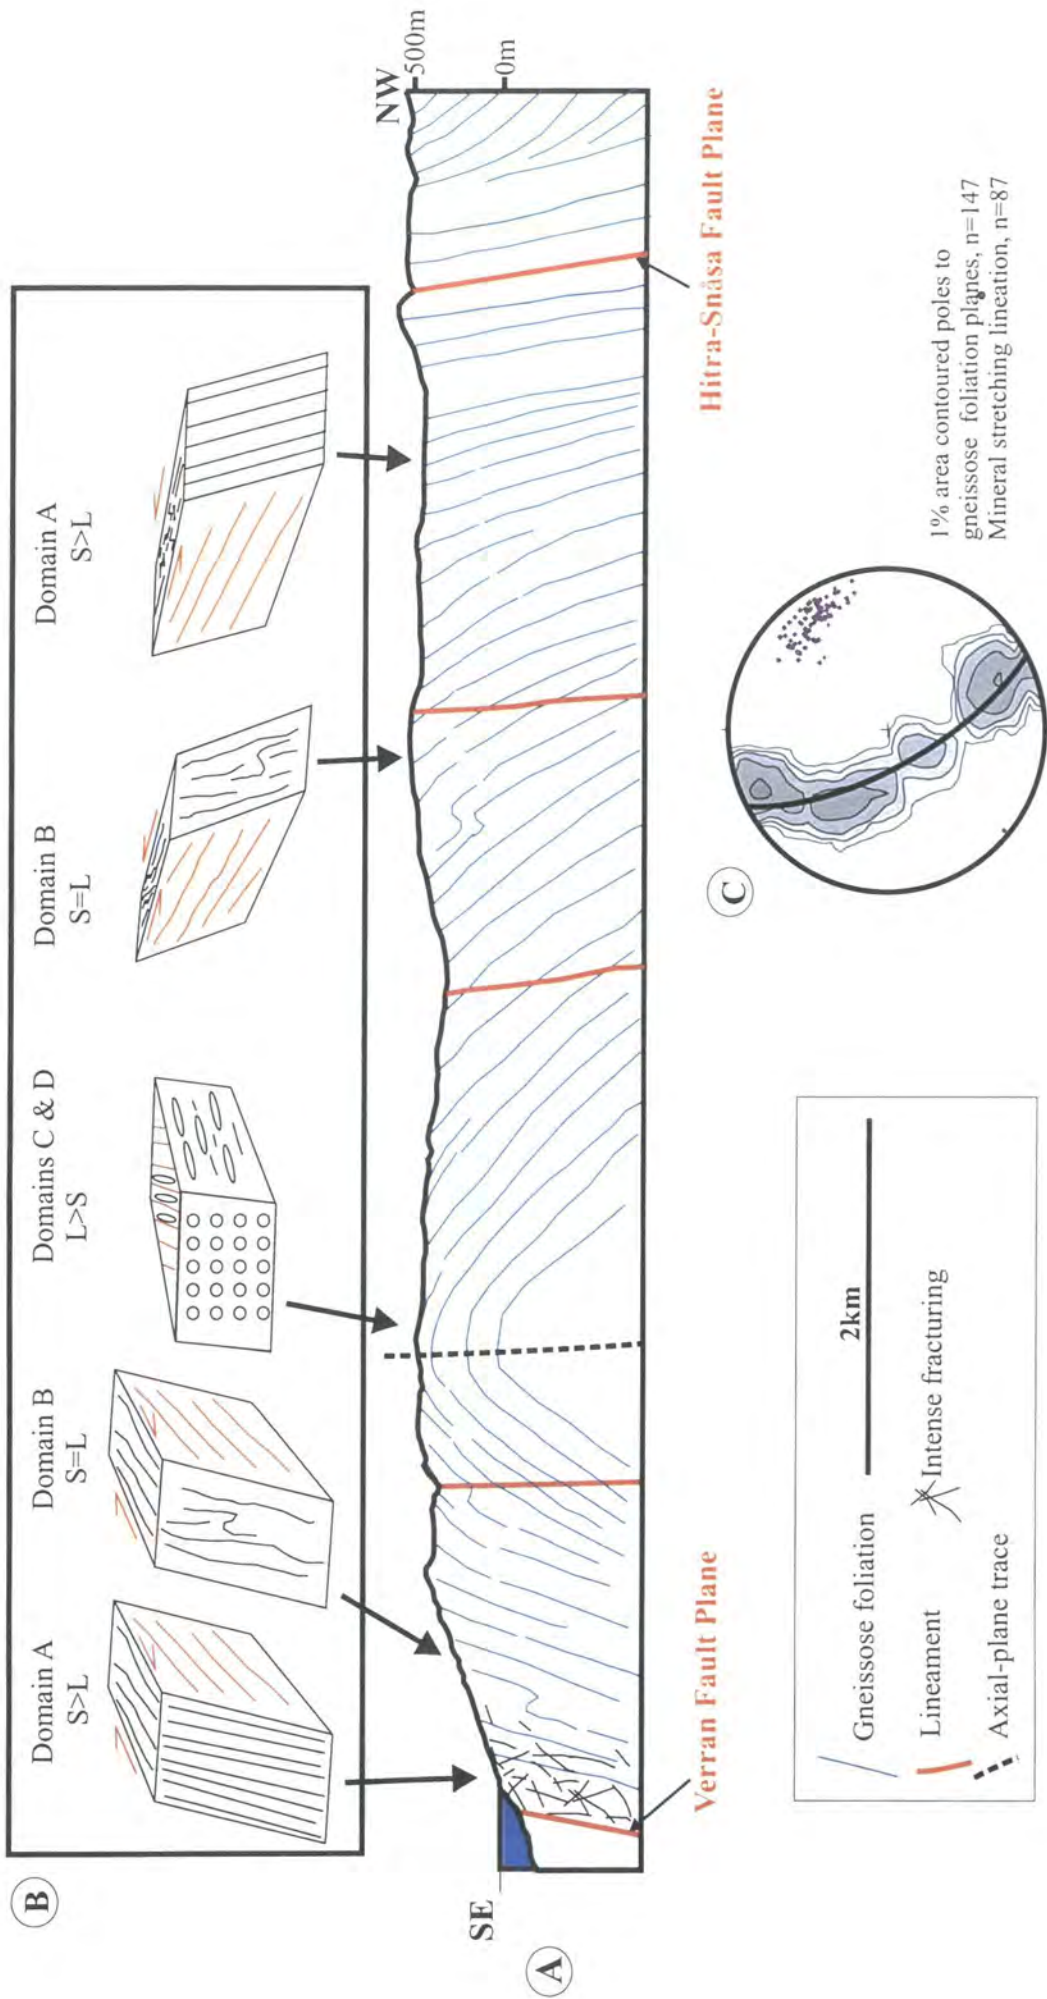 B
Domain A
S>L
Domain B
S=L
Domains C & D
L>S
Domain B
S=L
Domain A
S>L
SE
NW
500m
0m
A
Verran Fault Plane
Hitra-Snåsa Fault Plane
Gneissose foliation
2km
Lineament
Intense fracturing
Axial-plane trace
C
1% area contoured poles to
gneissose foliation planes, n=147
Mineral stretching lineation, n=87